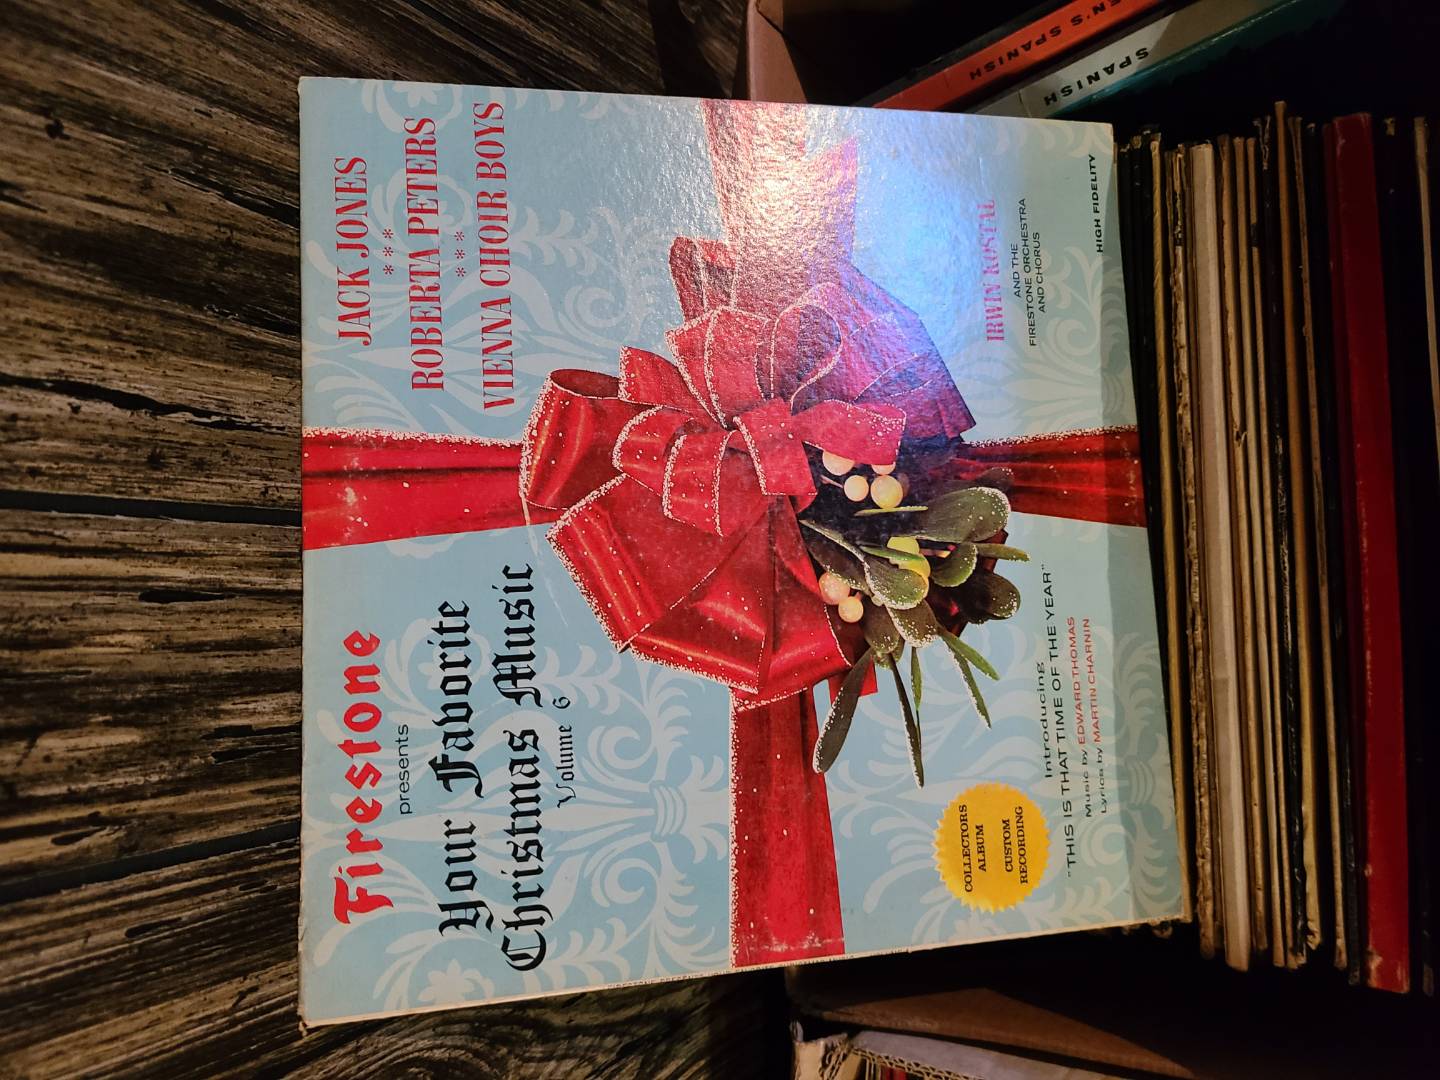 Firestone
presents
Your Favorite
Christmas Music
Volume 6
JACK JONES
***
ROBERTA PETERS
***
VIENNA CHOIR BOYS
COLLECTORS
ALBUM
CUSTOM
RECORDING
Introducing
"THIS IS THAT TIME OF THE YEAR"
Music by EDWARD THOMAS
Lyrics by MARTIN CHARNIN
IRWIN KOSTAL
AND THE
FIRESTONE ORCHESTRA
AND CHORUS
HIGH FIDELITY
EN'S SPANISH
SPANISH